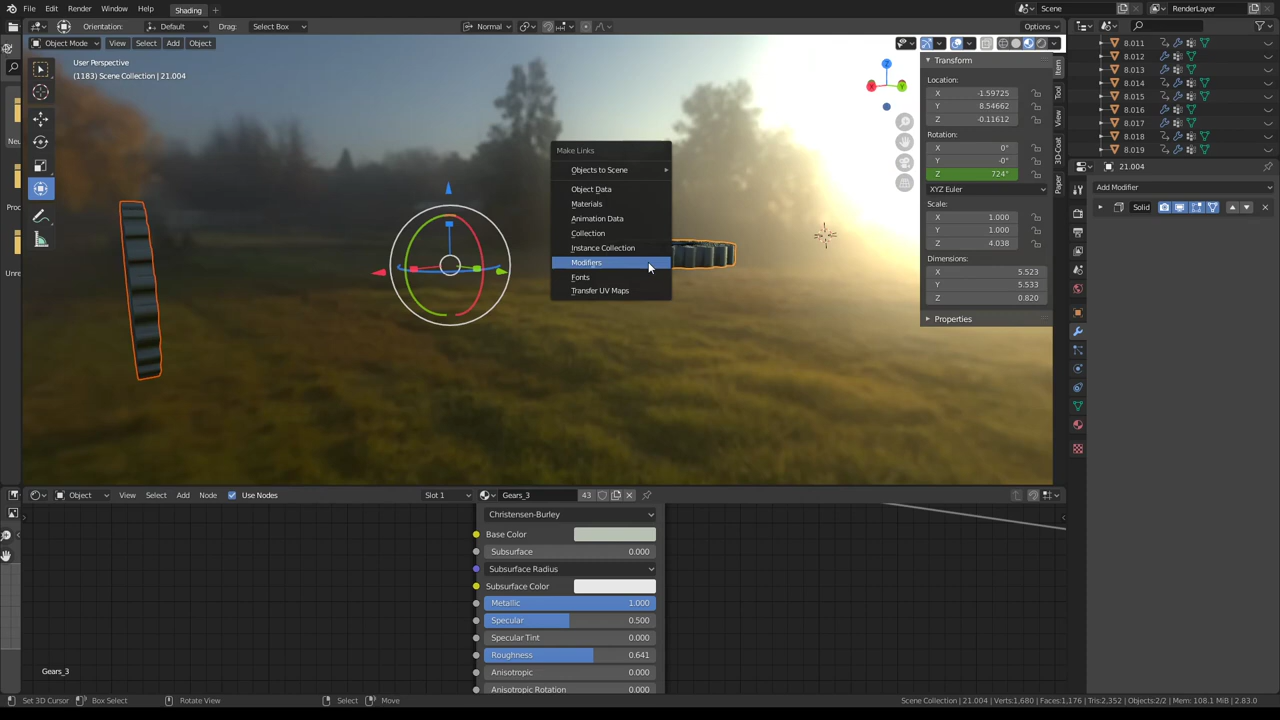 File Edit Render Window Help Shading + Scene RenderLayer
Orientation: Default Drag: Select Box Normal Options
Object Mode View Select Add Object
User Perspective
(1183) Scene Collection | 21.004
Make Links
Objects to Scene
Object Data
Materials
Animation Data
Collection
Instance Collection
Modifiers
Fonts
Transfer UV Maps
X
Y
Z
Transform
Location:
X -1.59725
Y 8.54662
Z -0.11612
Rotation:
X 0°
Y -0°
Z 724°
XYZ Euler
Scale:
X 1.000
Y 1.000
Z 4.038
Dimensions:
X 5.523
Y 5.533
Z 0.820
Properties
Item
Tool
View
3D-Coat
Paper
8.011
8.012
8.013
8.014
8.015
8.016
8.017
8.018
8.019
21.004
Add Modifier
Solid
Neu
Proc
Unre
Object View Select Add Node Use Nodes Slot 1 Gears_3 43
Christensen-Burley
Base Color
Subsurface 0.000
Subsurface Radius
Subsurface Color
Metallic 1.000
Specular 0.500
Specular Tint 0.000
Roughness 0.641
Anisotropic 0.000
Anisotropic Rotation 0.000
Gears_3
Set 3D Cursor Box Select Rotate View Select Move Scene Collection | 21.004 | Verts:1,680 | Faces:1,176 | Tris:2,352 | Objects:2/2 | Mem: 108.1 MiB | 2.83.0